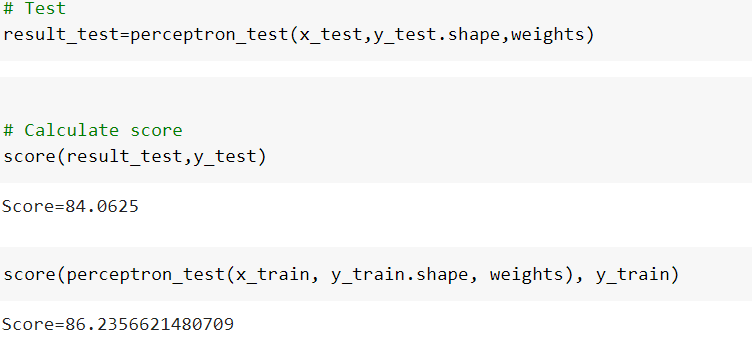 # Test
result_test=perceptron_test(x_test,y_test.shape,weights)
# Calculate score
score(result_test,y_test)
Score=84.0625
score(perceptron_test(x_train, y_train.shape, weights), y_train)
Score=86.2356621480709